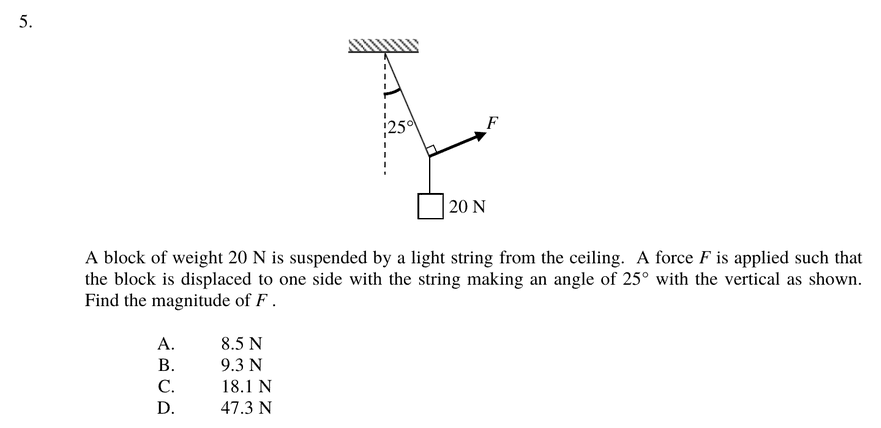 5.
25°
F
20 N
A block of weight 20 N is suspended by a light string from the ceiling. A force F is applied such that
the block is displaced to one side with the string making an angle of 25° with the vertical as shown.
Find the magnitude of F .
A. 8.5 N
B. 9.3 N
C. 18.1 N
D. 47.3 N